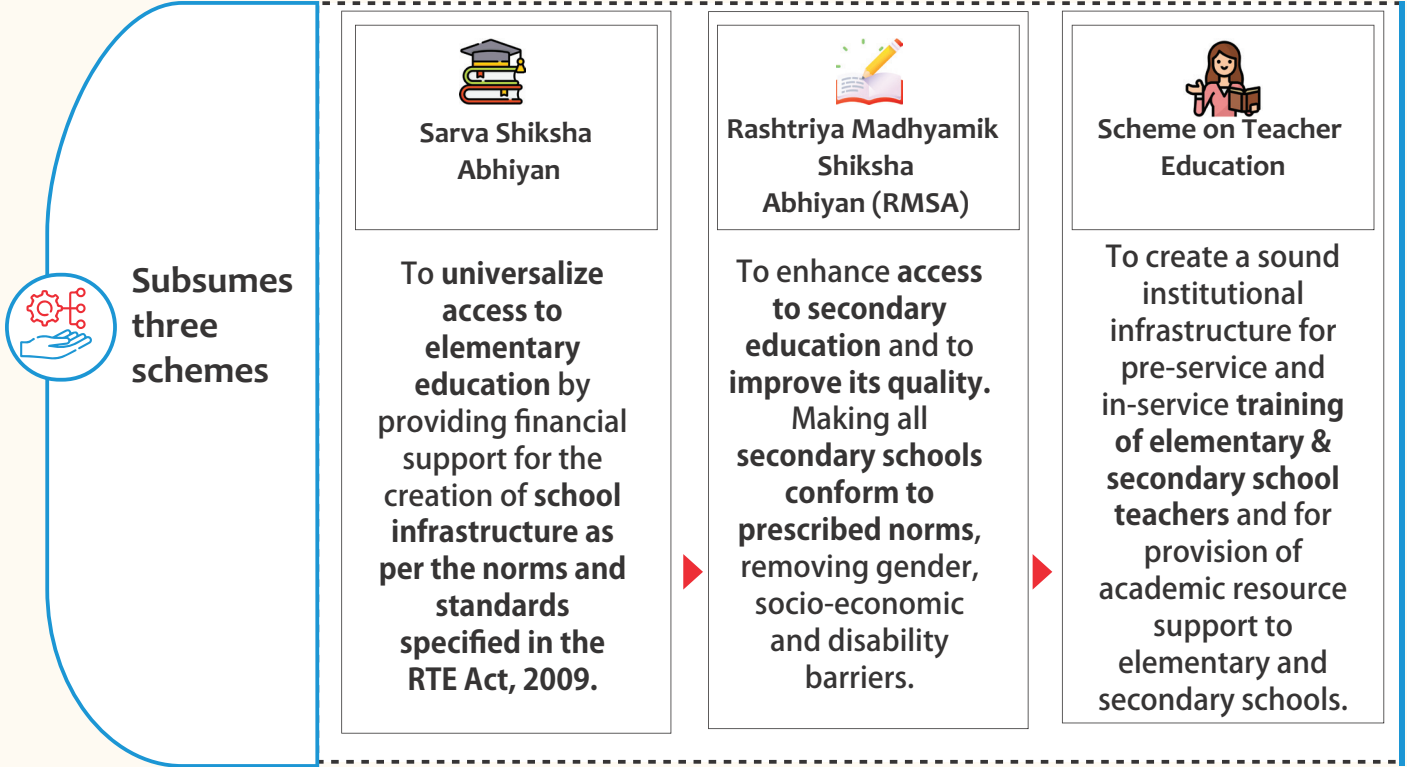 Subsumes
three
schemes
Sarva Shiksha
Abhiyan
To universalize
access to
elementary
education by
providing financial
support for the
creation of school
infrastructure as
per the norms and
standards
specified in the
RTE Act, 2009.
Rashtriya Madhyamik
Shiksha
Abhiyan (RMSA)
To enhance access
to secondary
education and to
improve its quality.
Making all
secondary schools
conform to
prescribed norms,
removing gender,
socio-economic
and disability
barriers.
Scheme on Teacher
Education
To create a sound
institutional
infrastructure for
pre-service and
in-service training
of elementary &
secondary school
teachers and for
provision of
academic resource
support to
elementary and
secondary schools.